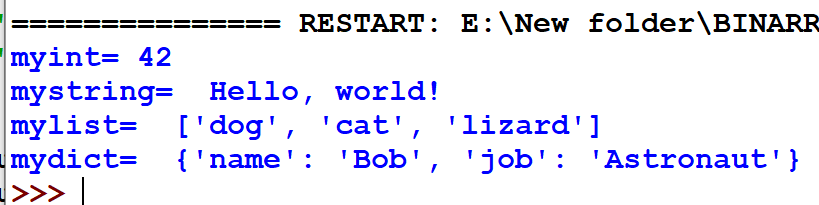 =============== RESTART: E:\New folder\BINARR
myint= 42
mystring=  Hello, world!
mylist=  ['dog', 'cat', 'lizard']
mydict=  {'name': 'Bob', 'job': 'Astronaut'}
>>>